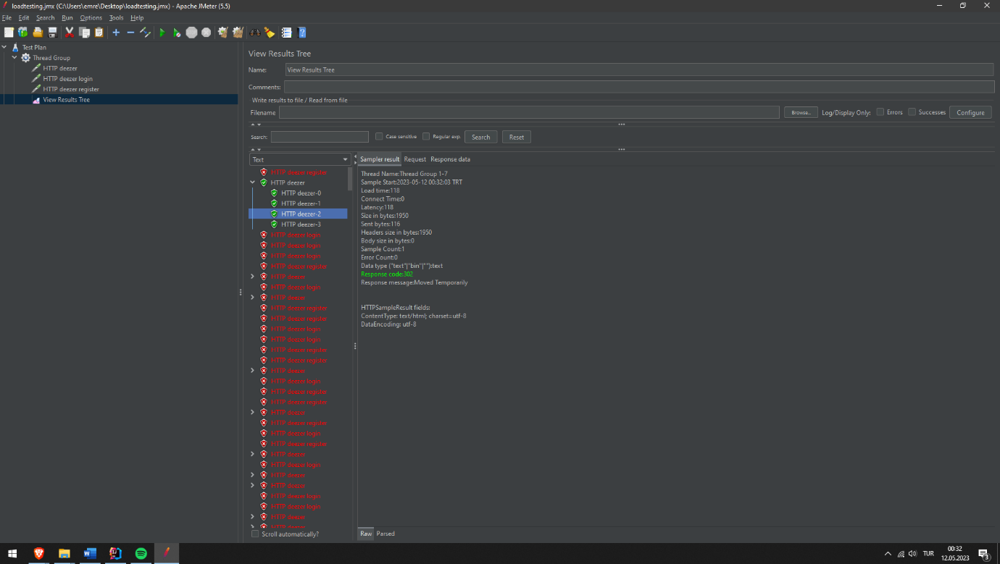 loadtesting.jmx (C:\Users\emre\Desktop\loadtesting.jmx) - Apache JMeter (5.5)
File Edit Search Run Options Tools Help
Test Plan
Thread Group
HTTP deezer
HTTP deezer login
HTTP deezer register
View Results Tree
View Results Tree
Name: View Results Tree
Comments:
Write results to file / Read from file
Filename Browse... Log/Display Only: Errors Successes Configure
Search: Case sensitive Regular exp. Search Reset
Text
HTTP deezer register
HTTP deezer
HTTP deezer-0
HTTP deezer-1
HTTP deezer-2
HTTP deezer-3
HTTP deezer login
HTTP deezer login
HTTP deezer login
HTTP deezer register
HTTP deezer
HTTP deezer login
HTTP deezer
HTTP deezer register
HTTP deezer register
HTTP deezer login
HTTP deezer login
HTTP deezer register
HTTP deezer register
HTTP deezer
HTTP deezer login
HTTP deezer register
HTTP deezer register
HTTP deezer
HTTP deezer register
HTTP deezer login
HTTP deezer register
HTTP deezer
HTTP deezer login
HTTP deezer
HTTP deezer
HTTP deezer login
HTTP deezer login
HTTP deezer
HTTP deezer
Scroll automatically?
Sampler result Request Response data
Thread Name:Thread Group 1-7
Sample Start:2023-05-12 00:32:03 TRT
Load time:118
Connect Time:0
Latency:118
Size in bytes:1950
Sent bytes:116
Headers size in bytes:1950
Body size in bytes:0
Sample Count:1
Error Count:0
Data type ("text"|"bin"|""):text
Response code:302
Response message:Moved Temporarily
HTTPSampleResult fields:
ContentType: text/html; charset=utf-8
DataEncoding: utf-8
Raw Parsed
TUR
00:32
12.05.2023
3